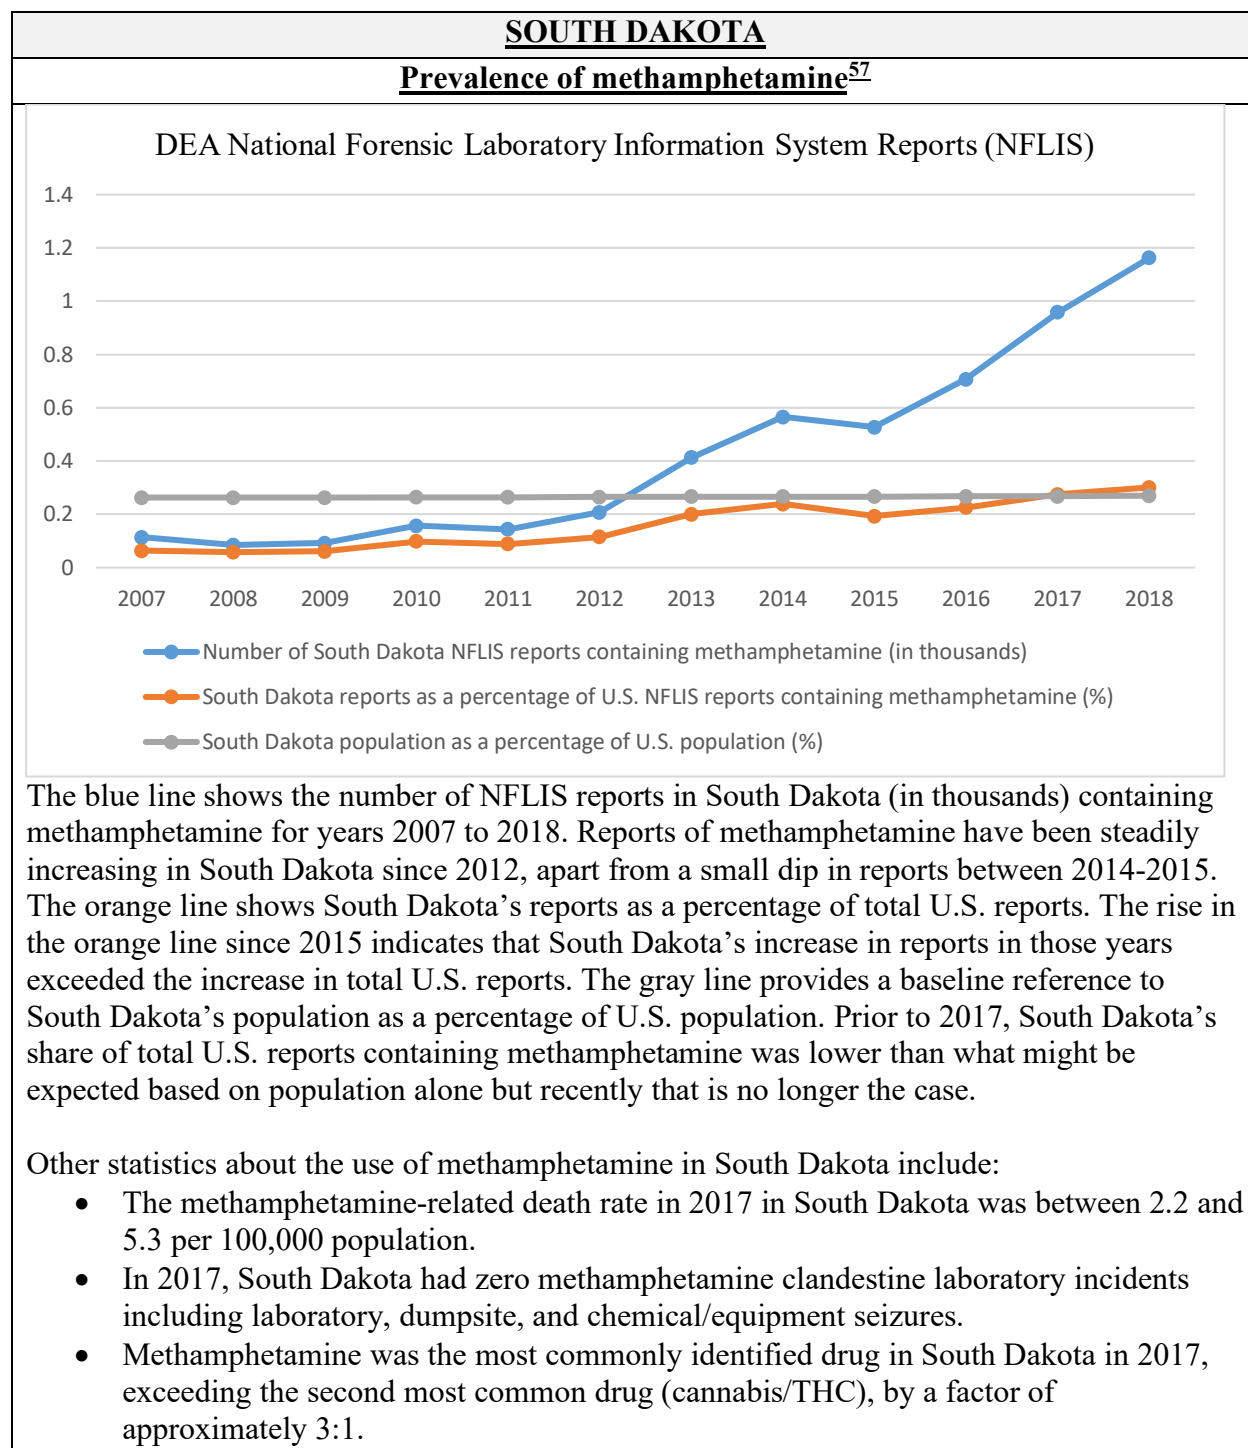 SOUTH DAKOTA
Prevalence of methamphetamine57
DEA National Forensic Laboratory Information System Reports (NFLIS)
1.4
1.2
1
0.8
0.6
0.4
0.2
0
2007 2008 2009 2010 2011 2012 2013 2014 2015 2016 2017 2018
Number of South Dakota NFLIS reports containing methamphetamine (in thousands)
South Dakota reports as a percentage of U.S. NFLIS reports containing methamphetamine (%)
South Dakota population as a percentage of U.S. population (%)
The blue line shows the number of NFLIS reports in South Dakota (in thousands) containing
methamphetamine for years 2007 to 2018. Reports of methamphetamine have been steadily
increasing in South Dakota since 2012, apart from a small dip in reports between 2014-2015.
The orange line shows South Dakota's reports as a percentage of total U.S. reports. The rise in
the orange line since 2015 indicates that South Dakota's increase in reports in those years
exceeded the increase in total U.S. reports. The gray line provides a baseline reference to
South Dakota's population as a percentage of U.S. population. Prior to 2017, South Dakota's
share of total U.S. reports containing methamphetamine was lower than what might be
expected based on population alone but recently that is no longer the case.
Other statistics about the use of methamphetamine in South Dakota include:
• The methamphetamine-related death rate in 2017 in South Dakota was between 2.2 and
5.3 per 100,000 population.
• In 2017, South Dakota had zero methamphetamine clandestine laboratory incidents
including laboratory, dumpsite, and chemical/equipment seizures.
• Methamphetamine was the most commonly identified drug in South Dakota in 2017,
exceeding the second most common drug (cannabis/THC), by a factor of
approximately 3:1.